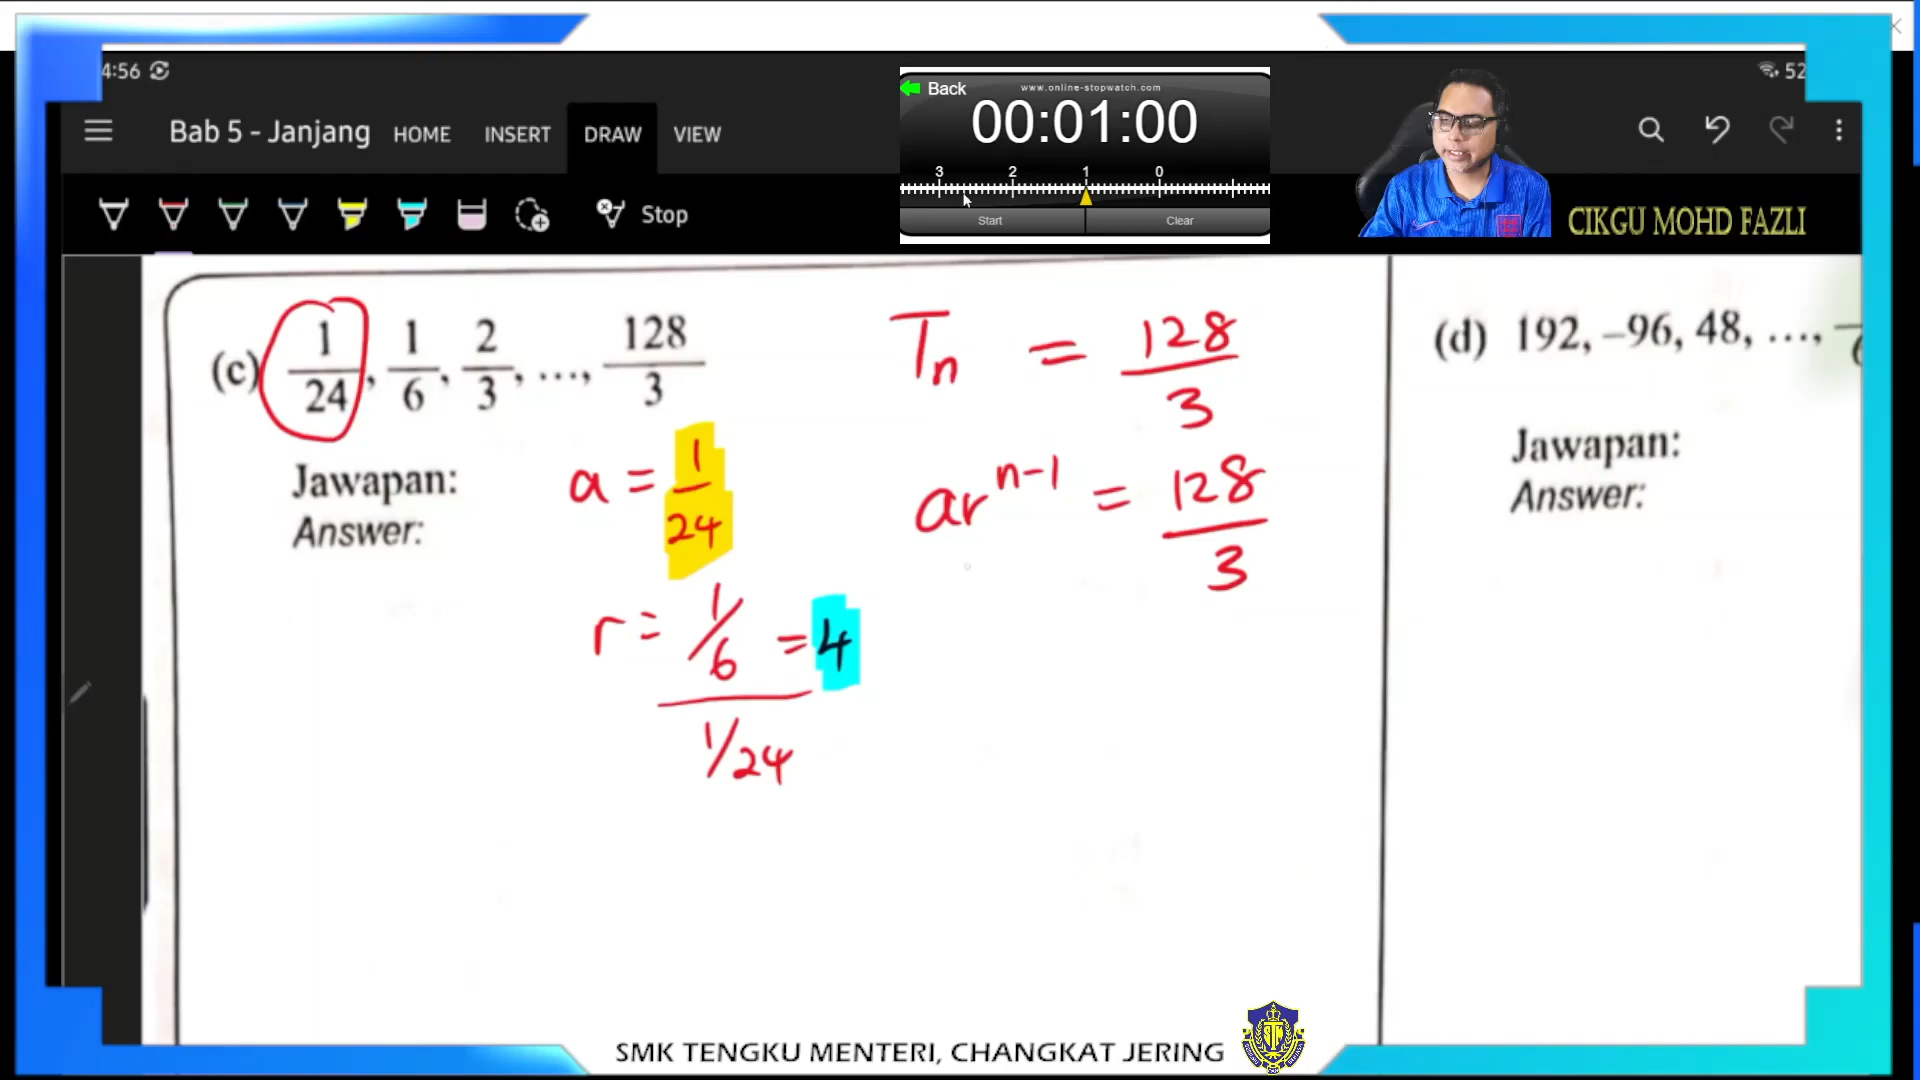 4:56
52
Back
www.online-stopwatch.com
00:01:00
3 2 1 0
Start Clear
Bab 5 - Janjang HOME INSERT DRAW VIEW
Stop
CIKGU MOHD FAZLI
(c) 1/24, 1/6, 2/3, ..., 128/3
Jawapan:
Answer:
a = 1/24
r = 1/6 / 1/24 = 4
Tn = 128/3
ar^(n-1) = 128/3
(d) 192, –96, 48, ...,
Jawapan:
Answer:
SMK TENGKU MENTERI, CHANGKAT JERING